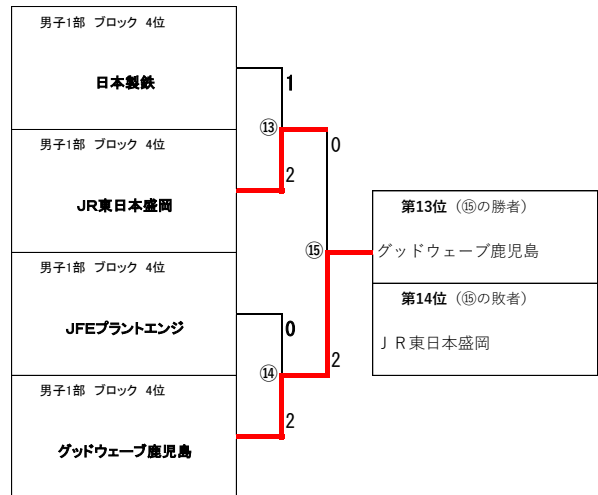 男子1部 ブロック 4位
日本製鉄
1
⑬
0
男子1部 ブロック 4位
2
JR東日本盛岡
第13位（⑮の勝者）
⑮
グッドウェーブ鹿児島
男子1部 ブロック 4位
第14位（⑮の敗者）
JFEプラントエンジ
0
ＪＲ東日本盛岡
2
⑭
男子1部 ブロック 4位
2
グッドウェーブ鹿児島